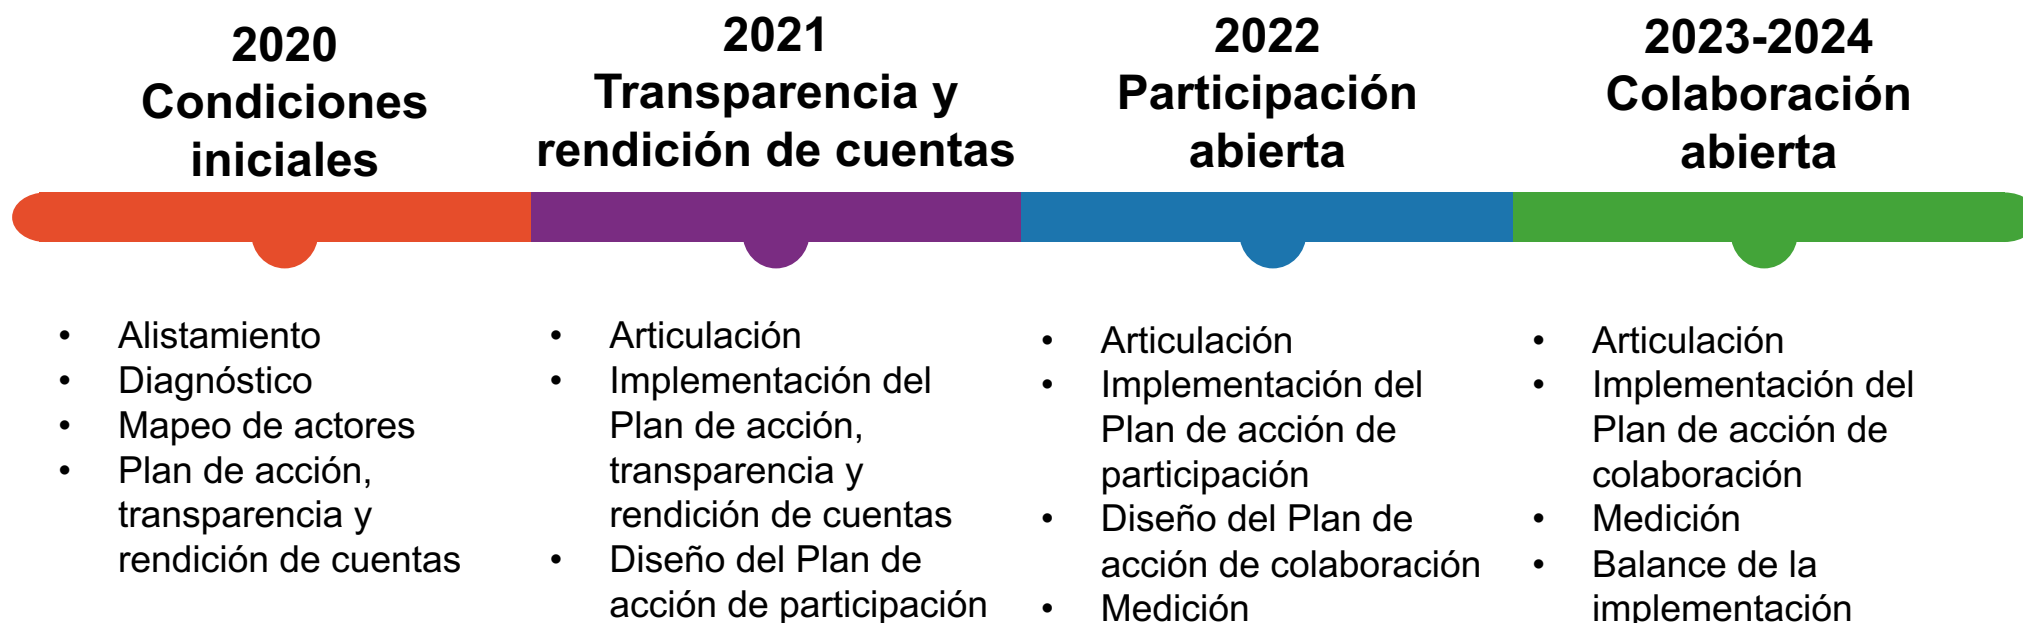 2020
Condiciones
iniciales
2021
Transparencia y
rendición de cuentas
2022
Participación
abierta
2023-2024
Colaboración
abierta
• Alistamiento
• Diagnóstico
• Mapeo de actores
• Plan de acción,
transparencia y
rendición de cuentas
• Articulación
• Implementación del
Plan de acción,
transparencia y
rendición de cuentas
• Diseño del Plan de
acción de participación
• Articulación
• Implementación del
Plan de acción de
participación
• Diseño del Plan de
acción de colaboración
• Medición
• Articulación
• Implementación del
Plan de acción de
colaboración
• Medición
• Balance de la
implementación